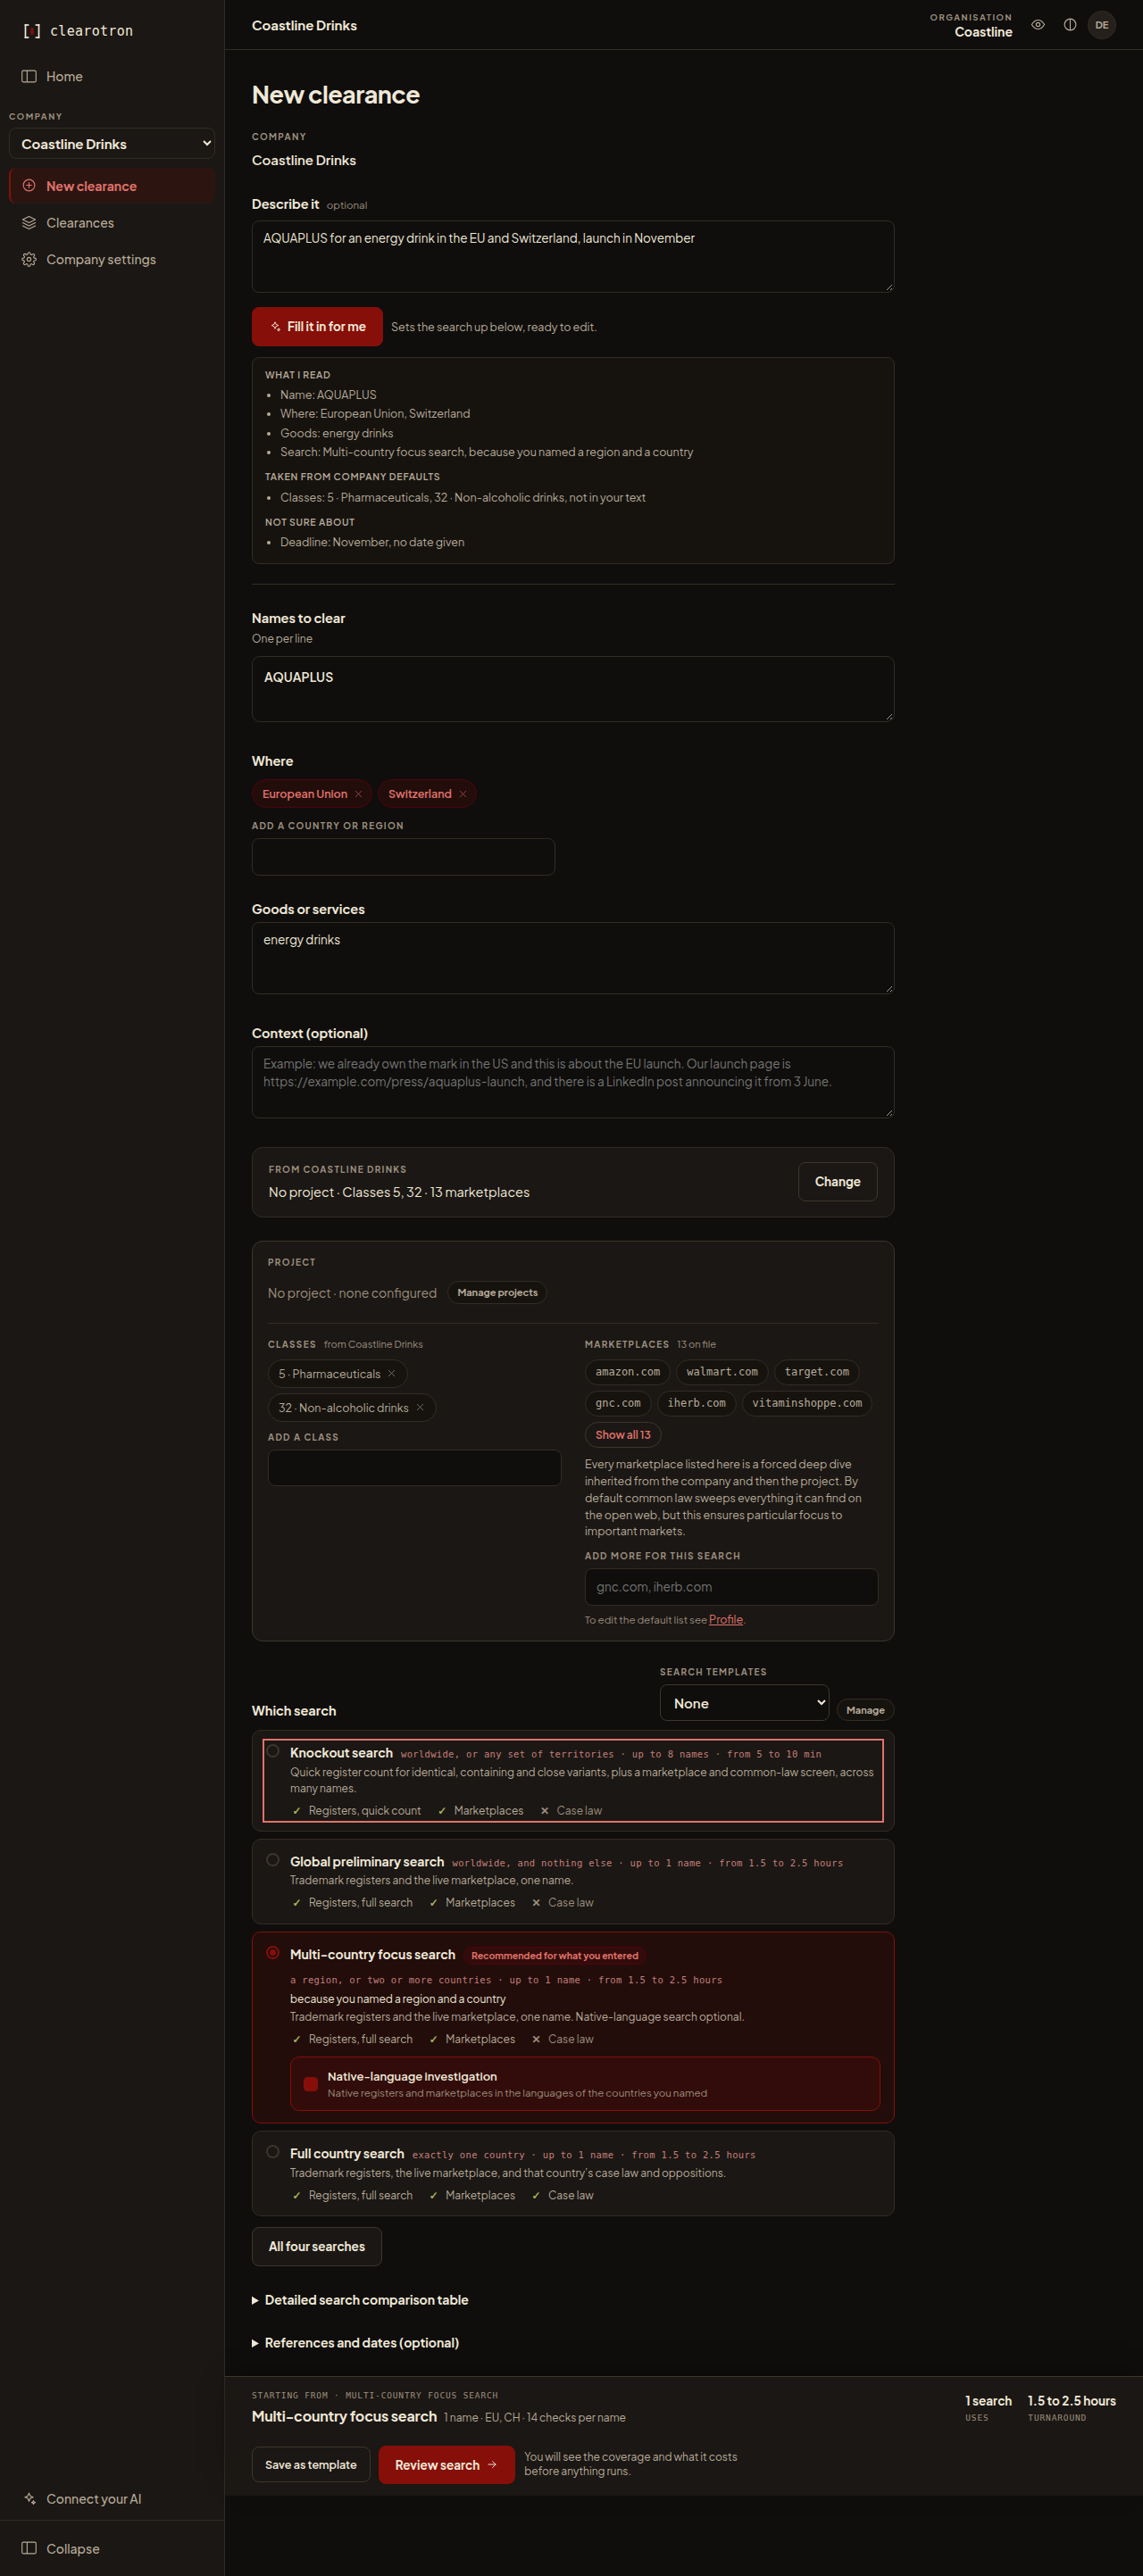 clearotron
Home
COMPANY
Coastline Drinks
New clearance
Clearances
Company settings
Connect your AI
Collapse
Coastline Drinks
ORGANISATION
Coastline
DE
New clearance
COMPANY
Coastline Drinks
Describe it optional
AQUAPLUS for an energy drink in the EU and Switzerland, launch in November
Fill it in for me Sets the search up below, ready to edit.
WHAT I READ
• Name: AQUAPLUS
• Where: European Union, Switzerland
• Goods: energy drinks
• Search: Multi-country focus search, because you named a region and a country
TAKEN FROM COMPANY DEFAULTS
• Classes: 5 · Pharmaceuticals, 32 · Non-alcoholic drinks, not in your text
NOT SURE ABOUT
• Deadline: November, no date given
Names to clear
One per line
AQUAPLUS
Where
European Union × Switzerland ×
ADD A COUNTRY OR REGION
Goods or services
energy drinks
Context (optional)
Example: we already own the mark in the US and this is about the EU launch. Our launch page is
https://example.com/press/aquaplus-launch, and there is a LinkedIn post announcing it from 3 June.
FROM COASTLINE DRINKS
No project · Classes 5, 32 · 13 marketplaces
Change
PROJECT
No project · none configured Manage projects
CLASSES from Coastline Drinks
5 · Pharmaceuticals ×
32 · Non-alcoholic drinks ×
ADD A CLASS
MARKETPLACES 13 on file
amazon.com walmart.com target.com
gnc.com iherb.com vitaminshoppe.com
Show all 13
Every marketplace listed here is a forced deep dive
inherited from the company and then the project. By
default common law sweeps everything it can find on
the open web, but this ensures particular focus to
important markets.
ADD MORE FOR THIS SEARCH
gnc.com, iherb.com
To edit the default list see Profile.
Which search
SEARCH TEMPLATES
None
Manage
Knockout search worldwide, or any set of territories · up to 8 names · from 5 to 10 min
Quick register count for identical, containing and close variants, plus a marketplace and common-law screen, across
many names.
✓ Registers, quick count ✓ Marketplaces × Case law
Global preliminary search worldwide, and nothing else · up to 1 name · from 1.5 to 2.5 hours
Trademark registers and the live marketplace, one name.
✓ Registers, full search ✓ Marketplaces × Case law
Multi-country focus search Recommended for what you entered
a region, or two or more countries · up to 1 name · from 1.5 to 2.5 hours
because you named a region and a country
Trademark registers and the live marketplace, one name. Native-language search optional.
✓ Registers, full search ✓ Marketplaces × Case law
Native-language investigation
Native registers and marketplaces in the languages of the countries you named
Full country search exactly one country · up to 1 name · from 1.5 to 2.5 hours
Trademark registers, the live marketplace, and that country's case law and oppositions.
✓ Registers, full search ✓ Marketplaces ✓ Case law
All four searches
▶ Detailed search comparison table
▶ References and dates (optional)
STARTING FROM · MULTI-COUNTRY FOCUS SEARCH
Multi-country focus search 1 name · EU, CH · 14 checks per name
1 search
USES
1.5 to 2.5 hours
TURNAROUND
Save as template
Review search →
You will see the coverage and what it costs
before anything runs.